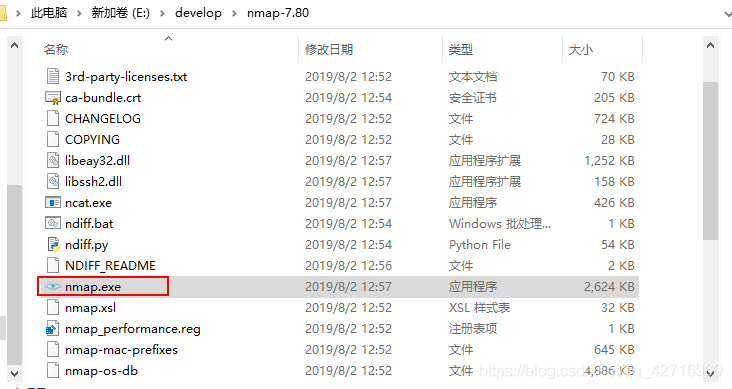 此电脑 › 新加卷 (E:) › develop › nmap-7.80
名称 修改日期 类型 大小
3rd-party-licenses.txt 2019/8/2 12:52 文本文档 70 KB
ca-bundle.crt 2019/8/2 12:54 安全证书 205 KB
CHANGELOG 2019/8/2 12:52 文件 724 KB
COPYING 2019/8/2 12:52 文件 28 KB
libeay32.dll 2019/8/2 12:57 应用程序扩展 1,252 KB
libssh2.dll 2019/8/2 12:57 应用程序扩展 158 KB
ncat.exe 2019/8/2 12:57 应用程序 426 KB
ndiff.bat 2019/8/2 12:54 Windows 批处理... 1 KB
ndiff.py 2019/8/2 12:54 Python File 54 KB
NDIFF_README 2019/8/2 12:56 文件 2 KB
nmap.exe 2019/8/2 12:57 应用程序 2,624 KB
nmap.xsl 2019/8/2 12:52 XSL 样式表 32 KB
nmap_performance.reg 2019/8/2 12:52 注册表项 1 KB
nmap-mac-prefixes 2019/8/2 12:52 文件 645 KB
nmap-os-db 2019/8/2 12:52 文件 4,886 KB